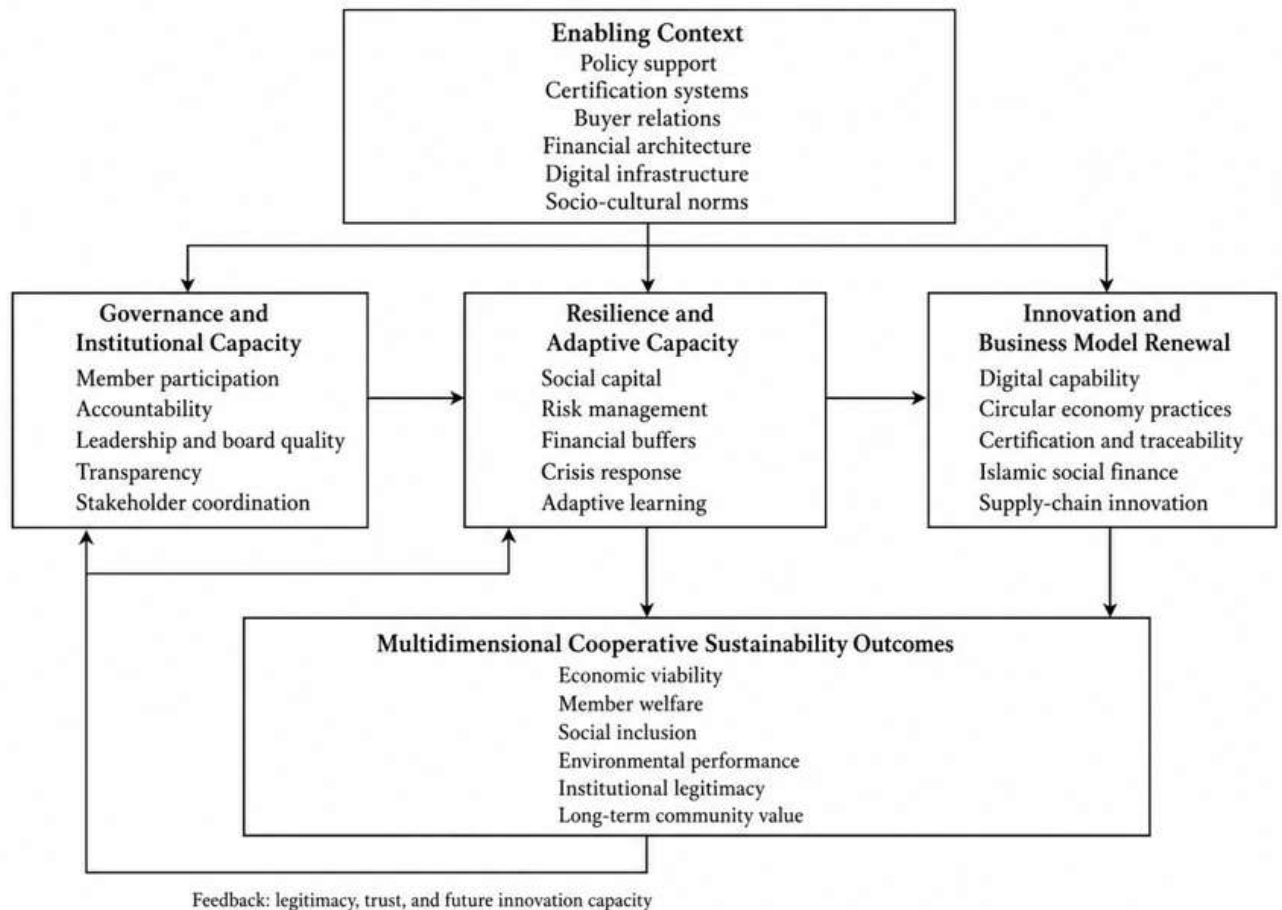 Enabling Context
Policy support
Certification systems
Buyer relations
Financial architecture
Digital infrastructure
Socio-cultural norms
Governance and
Institutional Capacity
Member participation
Accountability
Leadership and board quality
Transparency
Stakeholder coordination
Resilience and
Adaptive Capacity
Social capital
Risk management
Financial buffers
Crisis response
Adaptive learning
Innovation and
Business Model Renewal
Digital capability
Circular economy practices
Certification and traceability
Islamic social finance
Supply-chain innovation
Multidimensional Cooperative Sustainability Outcomes
Economic viability
Member welfare
Social inclusion
Environmental performance
Institutional legitimacy
Long-term community value
Feedback: legitimacy, trust, and future innovation capacity